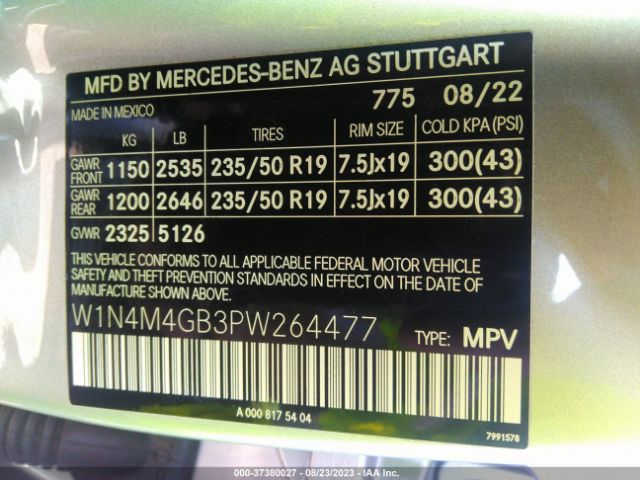 MFD BY MERCEDES-BENZ AG STUTTGART
MADE IN MEXICO 775 08/22
KG LB TIRES RIM SIZE COLD KPA (PSI)
GAWR FRONT 1150 2535 235/50 R19 7.5Jx19 300(43)
GAWR REAR 1200 2646 235/50 R19 7.5Jx19 300(43)
GVWR 2325 5126
THIS VEHICLE CONFORMS TO ALL APPLICABLE FEDERAL MOTOR VEHICLE
SAFETY AND THEFT PREVENTION STANDARDS IN EFFECT ON THE DATE OF
MANUFACTURE SHOWN ABOVE.
W1N4M4GB3PW264477
TYPE: MPV
A 000 817 54 04
7991578
000-37380027 - 08/23/2023 - IAA Inc.